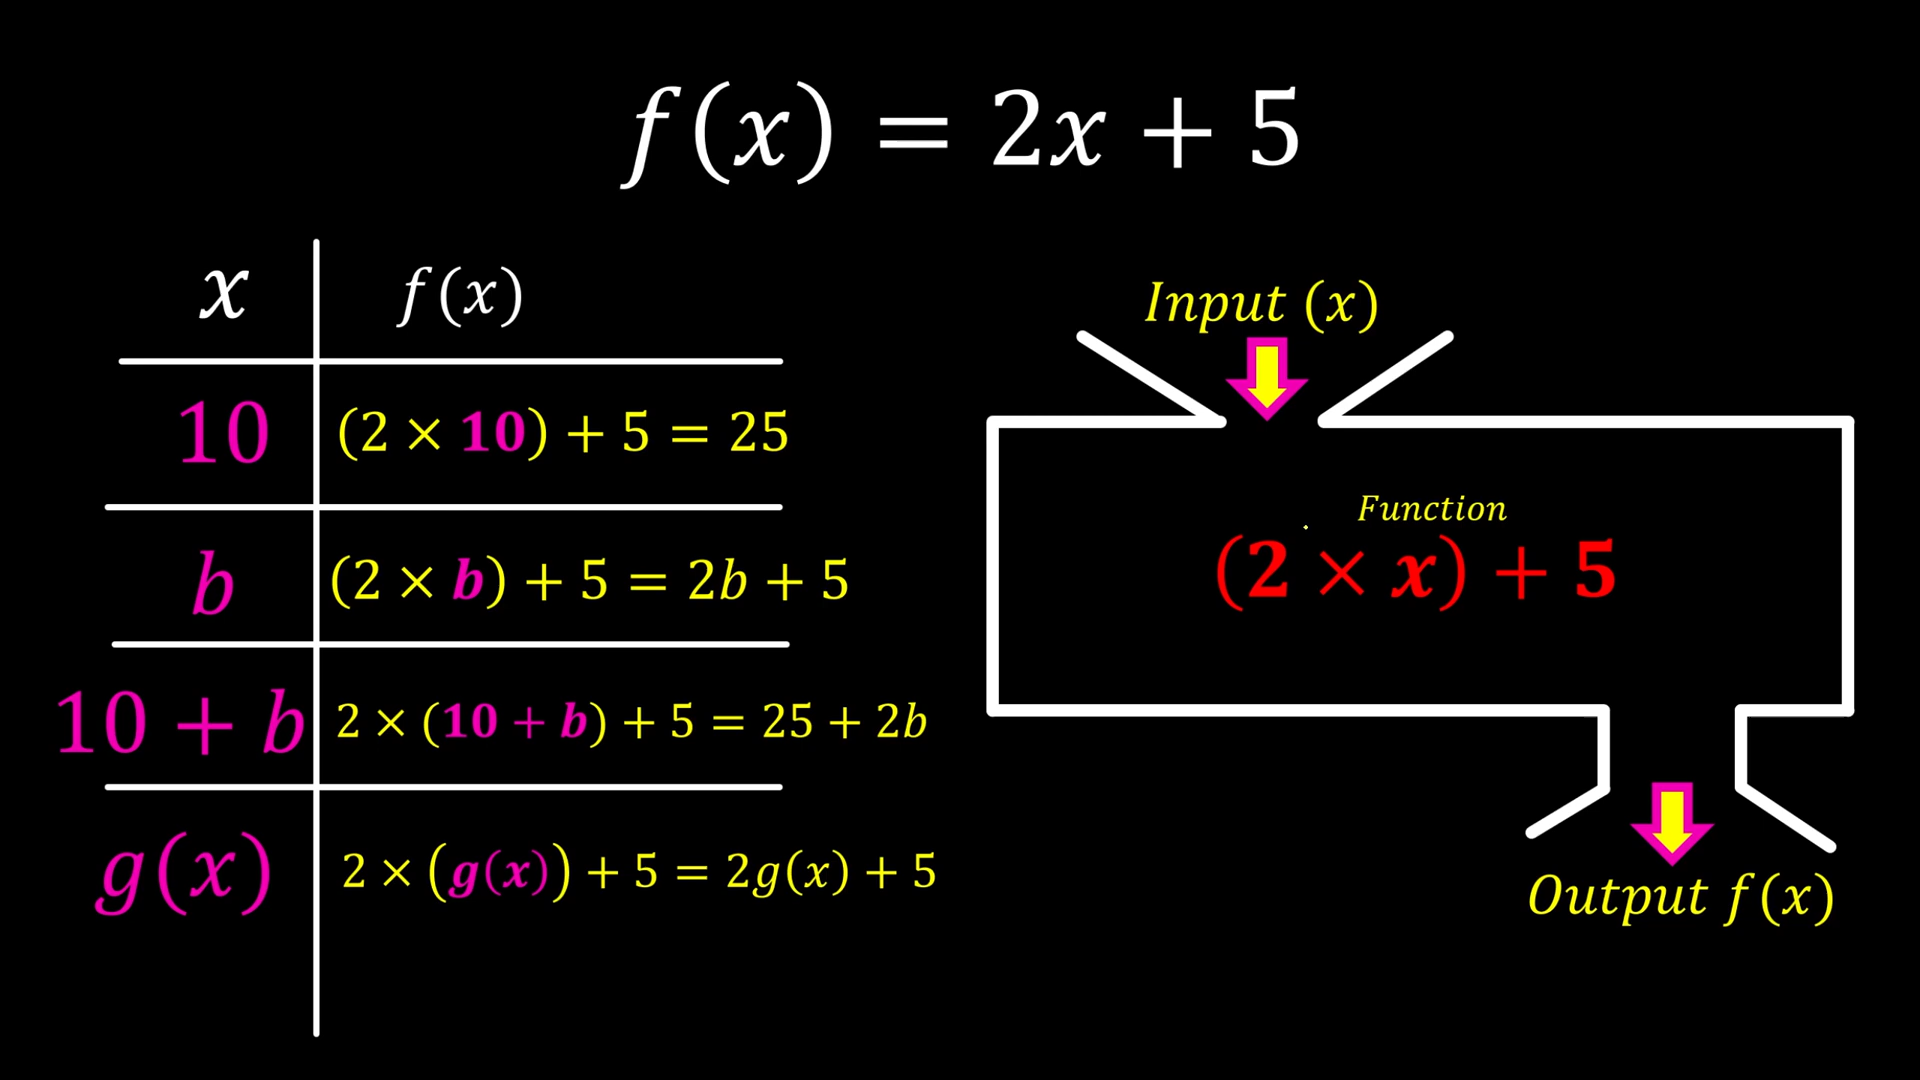 f(x) = 2x + 5
x f(x)
10 (2 × 10) + 5 = 25
b (2 × b) + 5 = 2b + 5
10 + b 2 × (10 + b) + 5 = 25 + 2b
g(x) 2 × (g(x)) + 5 = 2g(x) + 5
Input (x)
Function
(2 × x) + 5
Output f(x)